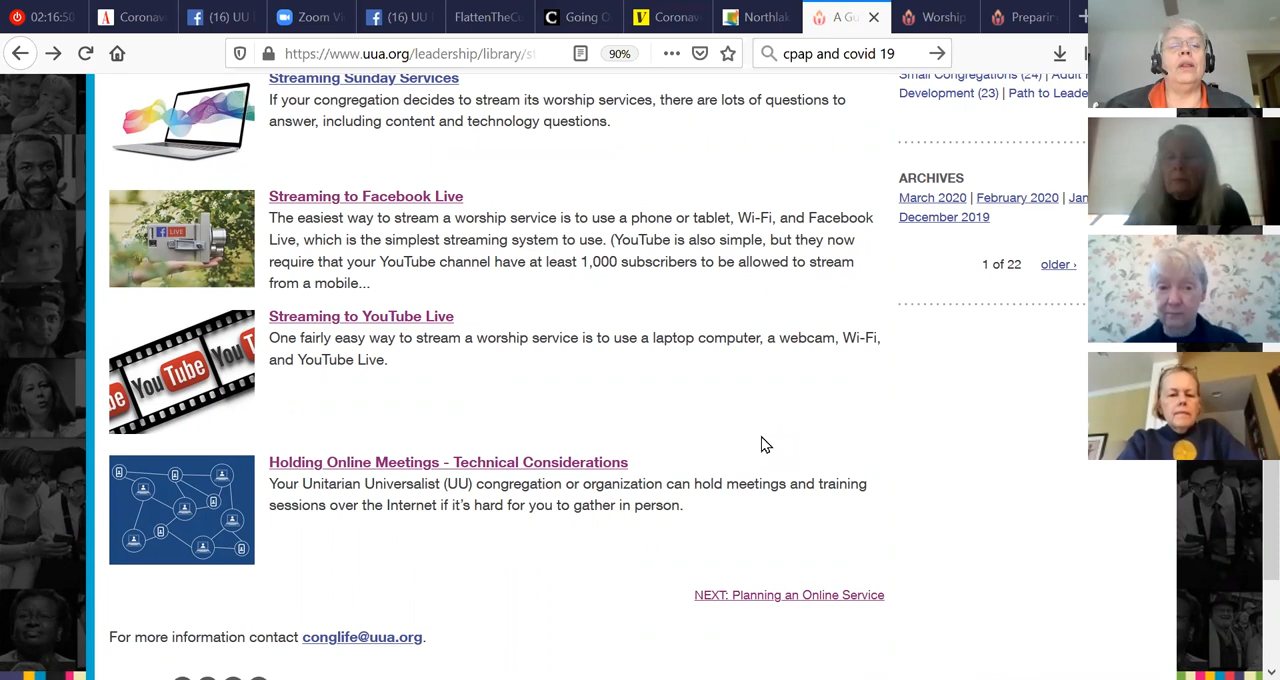 02:16:50
Corona
(16) UU
Zoom Vi
(16) UU
FlattenTheCu
Going O
Coronav
Northlak
A Gu
Worship
Preparin
https://www.uua.org/leadership/library/st
90%
cpap and covid 19
Streaming Sunday Services
If your congregation decides to stream its worship services, there are lots of questions to
answer, including content and technology questions.
Streaming to Facebook Live
The easiest way to stream a worship service is to use a phone or tablet, Wi-Fi, and Facebook
Live, which is the simplest streaming system to use. (YouTube is also simple, but they now
require that your YouTube channel have at least 1,000 subscribers to be allowed to stream
from a mobile...
LIVE
Streaming to YouTube Live
One fairly easy way to stream a worship service is to use a laptop computer, a webcam, Wi-Fi,
and YouTube Live.
be YouTube YouT
Holding Online Meetings - Technical Considerations
Your Unitarian Universalist (UU) congregation or organization can hold meetings and training
sessions over the Internet if it's hard for you to gather in person.
NEXT: Planning an Online Service
For more information contact conglife@uua.org.
Small Congregations (24) | Adult
Development (23) | Path to Leade
ARCHIVES
March 2020 | February 2020 | Jan
December 2019
1 of 22 older ›